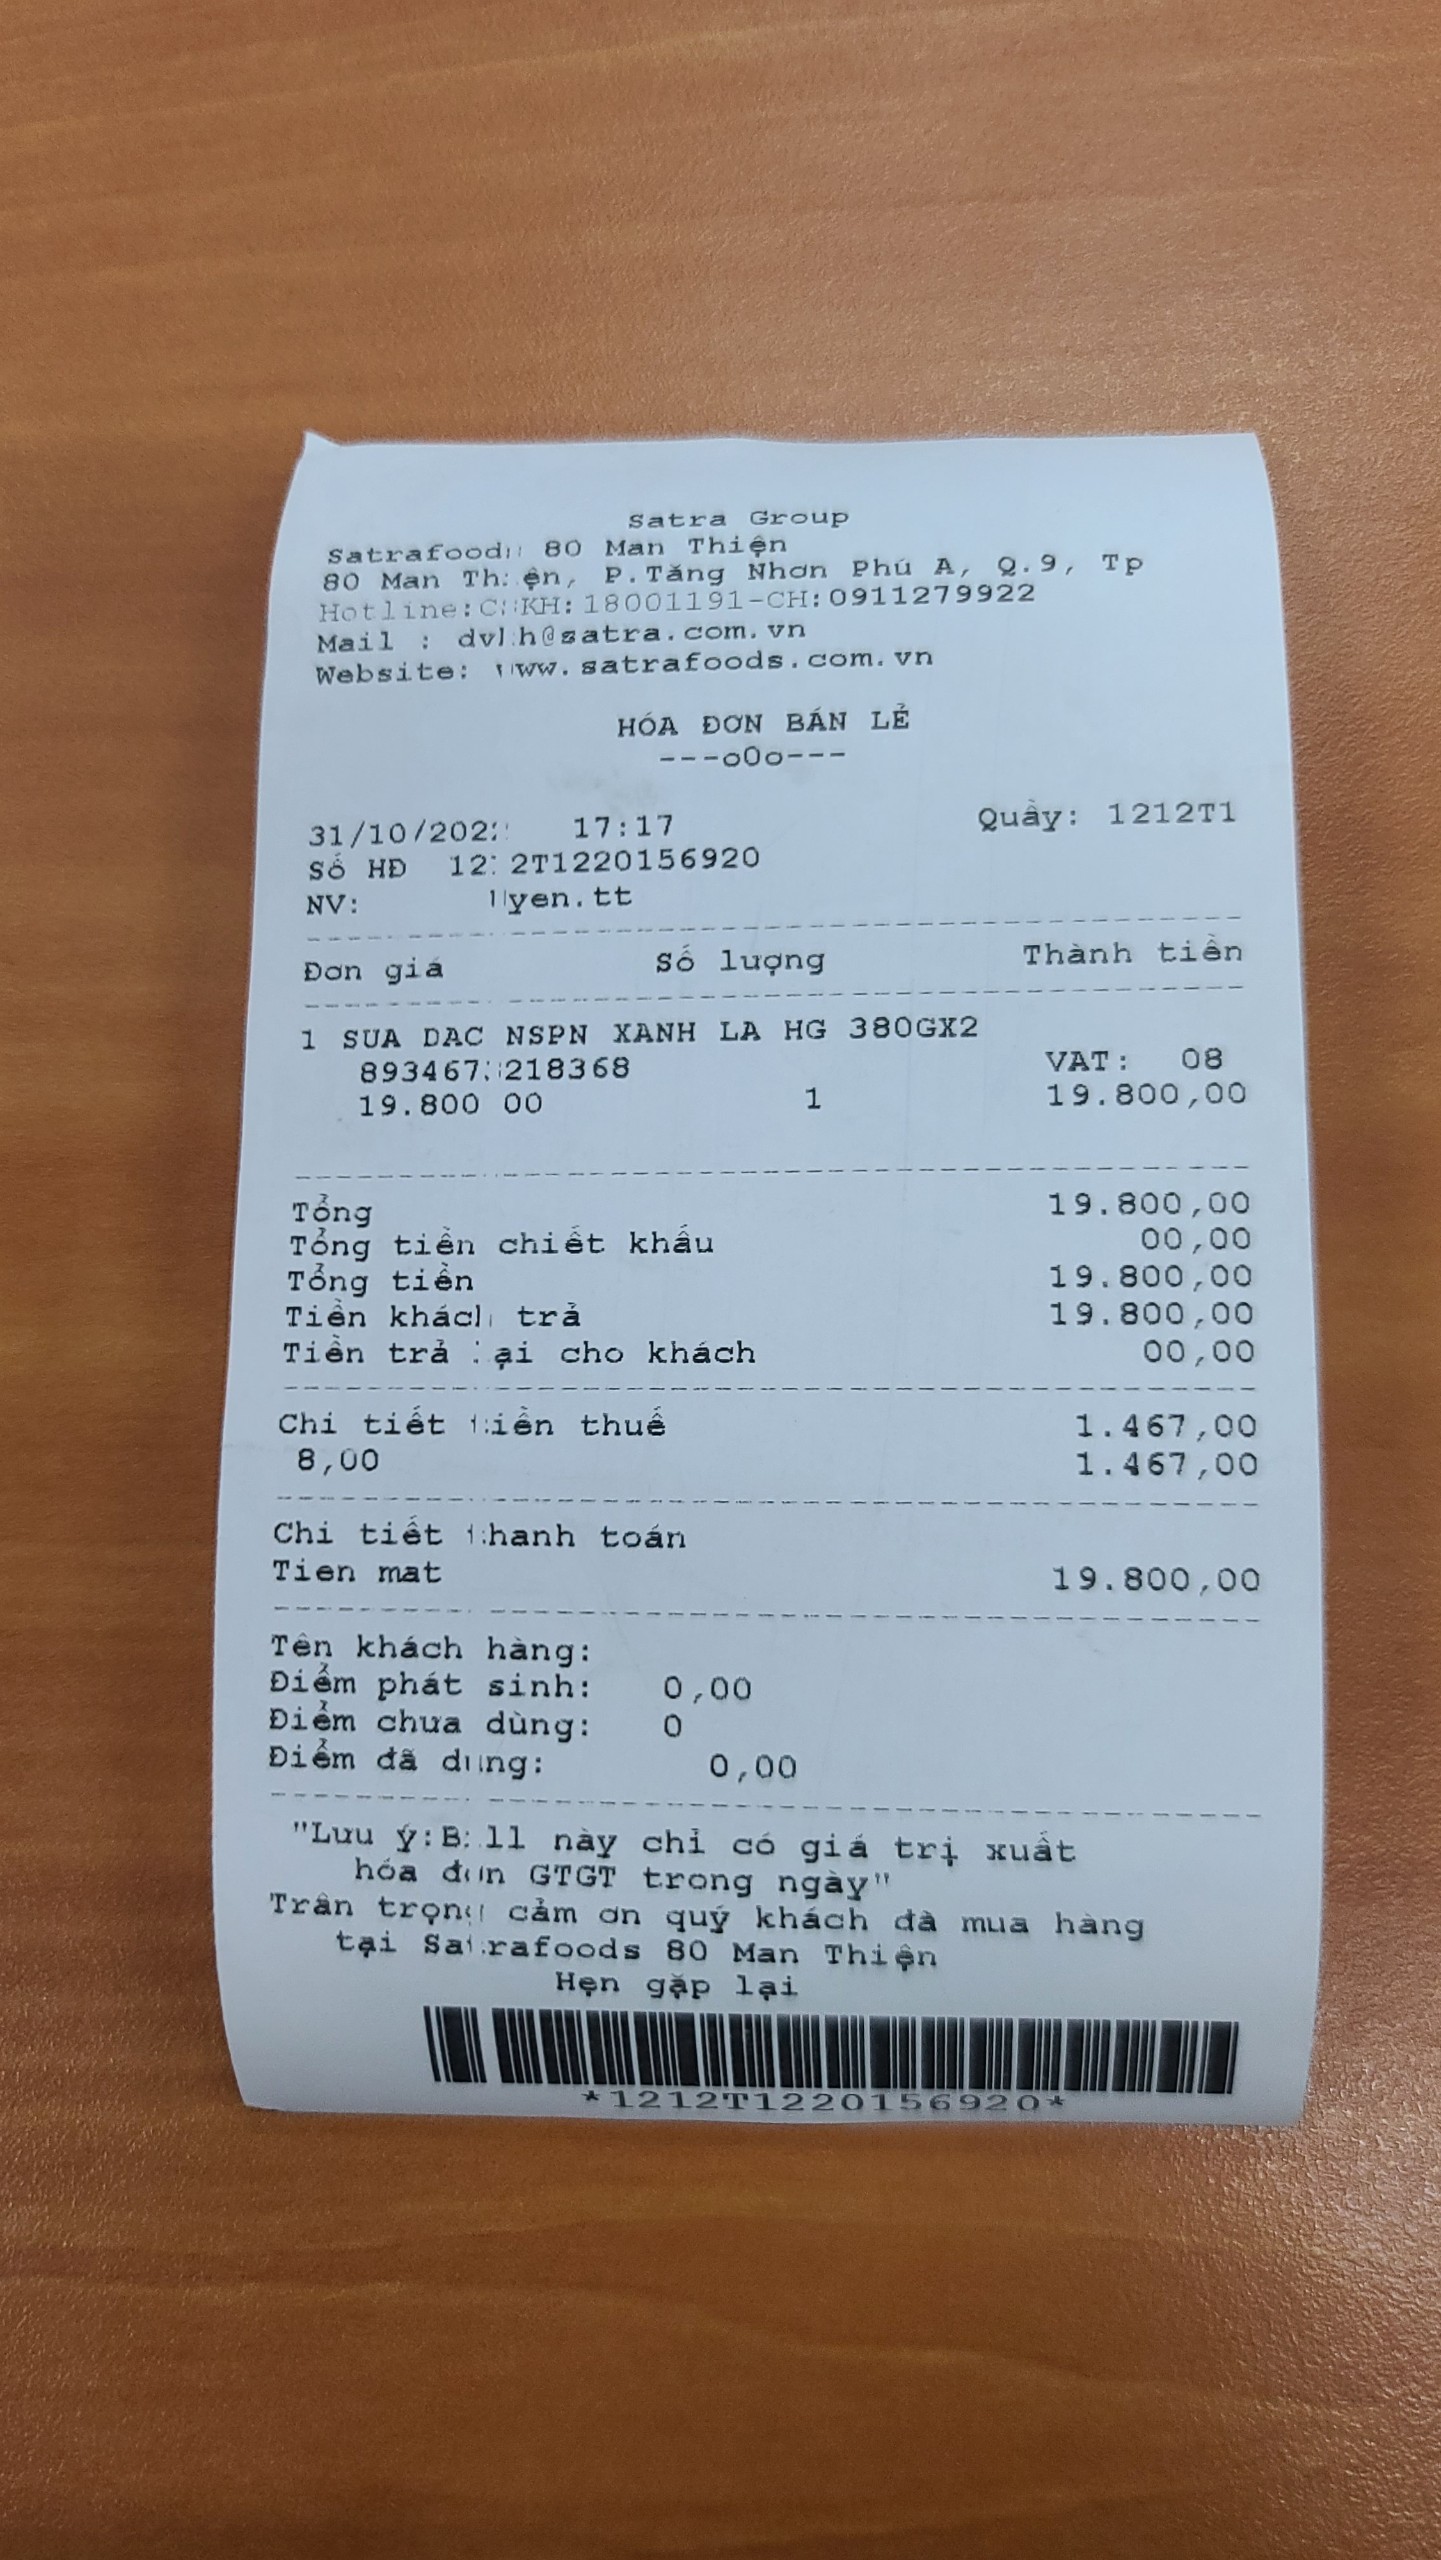 Satra Group
Satrafoods 80 Man Thiện
80 Man Thiện, P.Tăng Nhơn Phú A, Q.9, Tp
Hotline:CSKH:18001191-CH:0911279922
Mail : dvkh@satra.com.vn
Website: www.satrafoods.com.vn
HÓA ĐƠN BÁN LẺ
---oOo---
31/10/2022 17:17 Quầy: 1212T1
Số HĐ 1212T1220156920
NV:
Đơn giá Số lượng Thành tiền
1 SUA DAC NSPN XANH LA HG 380GX2
VAT: 08
19.800,00 1 19.800,00
Tổng 19.800,00
Tổng tiền chiết khấu 00,00
Tổng tiền 19.800,00
Tiền khách trả 19.800,00
Tiền trả lại cho khách 00,00
Chi tiết tiền thuế 1.467,00
8,00 1.467,00
Chi tiết thanh toán
Tien mat 19.800,00
Tên khách hàng:
Điểm phát sinh: 0,00
Điểm chưa dùng: 0
Điểm đã dùng: 0,00
"Lưu ý:Bill này chỉ có giá trị xuất
hóa đơn GTGT trong ngày"
Trân trọng cảm ơn quý khách đã mua hàng
tại Satrafoods 80 Man Thiện
Hẹn gặp lại
*1212T1220156920*